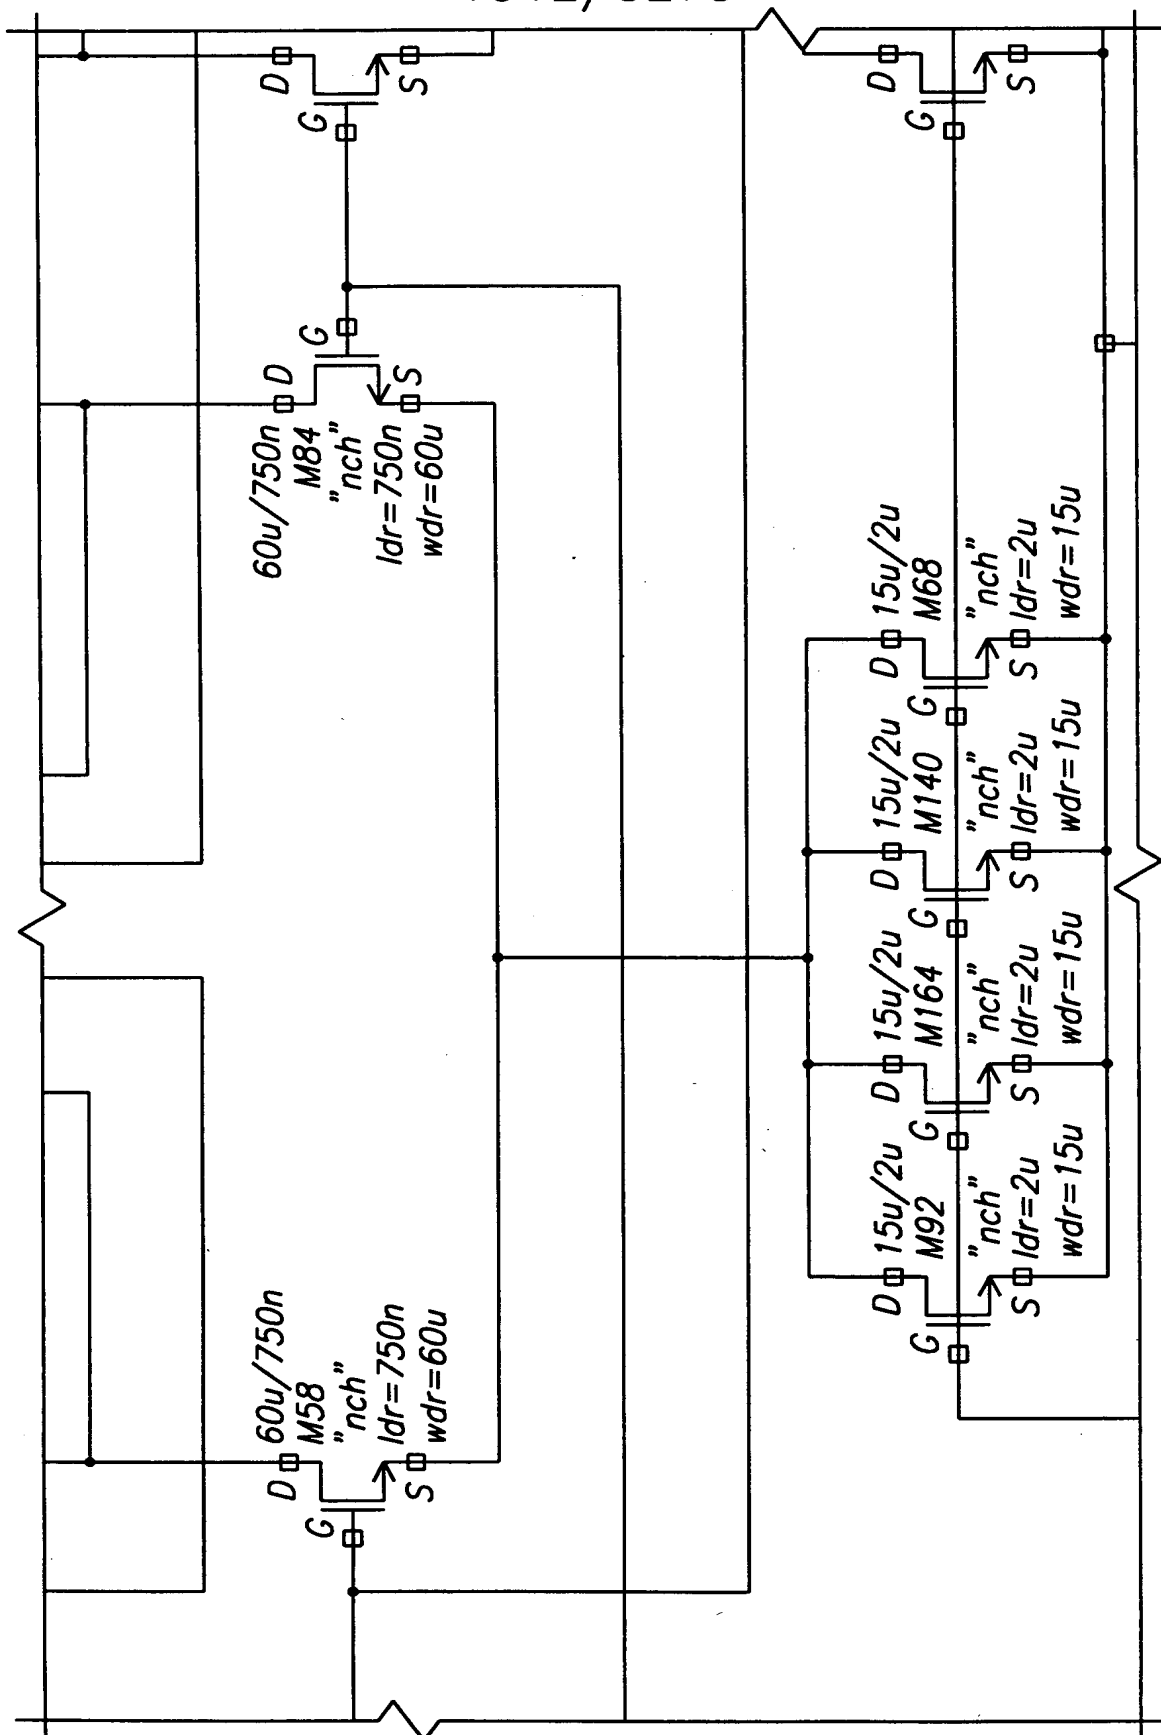 D
G
S
D
G
S
D
G
S
60u/750n
M84
"nch"
ldr=750n
wdr=60u
D
G
S
60u/750n
M58
"nch"
ldr=750n
wdr=60u
D
G
S
15u/2u
M92
"nch"
ldr=2u
wdr=15u
D
G
S
15u/2u
M164
"nch"
ldr=2u
wdr=15u
D
G
S
15u/2u
M140
"nch"
ldr=2u
wdr=15u
D
G
S
15u/2u
M68
"nch"
ldr=2u
wdr=15u